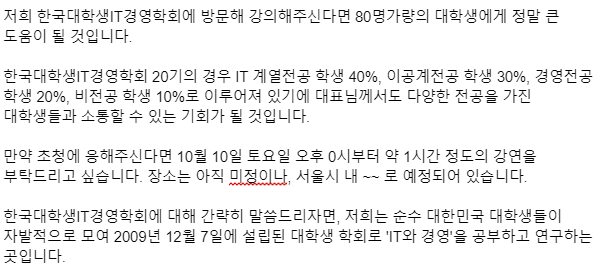 저희 한국대학생IT경영학회에 방문해 강의해주신다면 80명가량의 대학생에게 정말 큰
도움이 될 것입니다.
한국대학생IT경영학회 20기의 경우 IT 계열전공 학생 40%, 이공계전공 학생 30%, 경영전공
학생 20%, 비전공 학생 10%로 이루어져 있기에 대표님께서도 다양한 전공을 가진
대학생들과 소통할 수 있는 기회가 될 것입니다.
만약 초청에 응해주신다면 10월 10일 토요일 오후 0시부터 약 1시간 정도의 강연을
부탁드리고 싶습니다. 장소는 아직 미정이나, 서울시 내 ~~ 로 예정되어 있습니다.
한국대학생IT경영학회에 대해 간략히 말씀드리자면, 저희는 순수 대한민국 대학생들이
자발적으로 모여 2009년 12월 7일에 설립된 대학생 학회로 'IT와 경영'을 공부하고 연구하는
곳입니다.